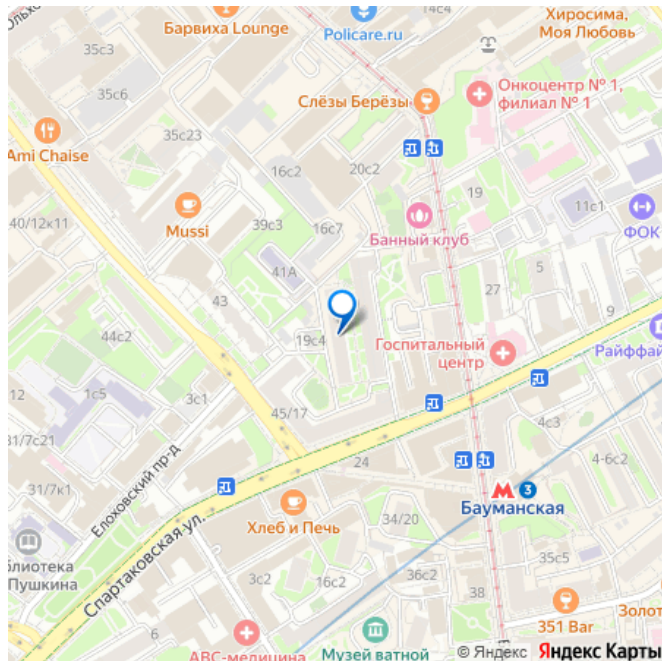 Ольхо
14с4
Хиросима,
Моя Любовь
Барвиха Lounge
Policare.ru
35с3
35с6
Слёзы Берёзы
Онкоцентр № 1,
филиал № 1
Ami Chaise
35с23
16с2
20с2
19
11с1
40/12к11
Mussi
39с3
16с7
Банный клуб
ФОК
41А
5
27
43
9
44с2
19с4
Госпитальный
центр
Райффай
12
1с5
3с1
45/17
4с3
31/7с21
24
4-6с2
31/7к1
Елоховский пр-д
М
3
Бауманская
Хлеб и Печь
34/20
блиотека
Пушкина
Спартаковская ул.
35с5
3с2
16с2
36с2
38
351 Bar
Золот
АВС-медицина
Музей ватной
© Яндекс
Яндекс Карты